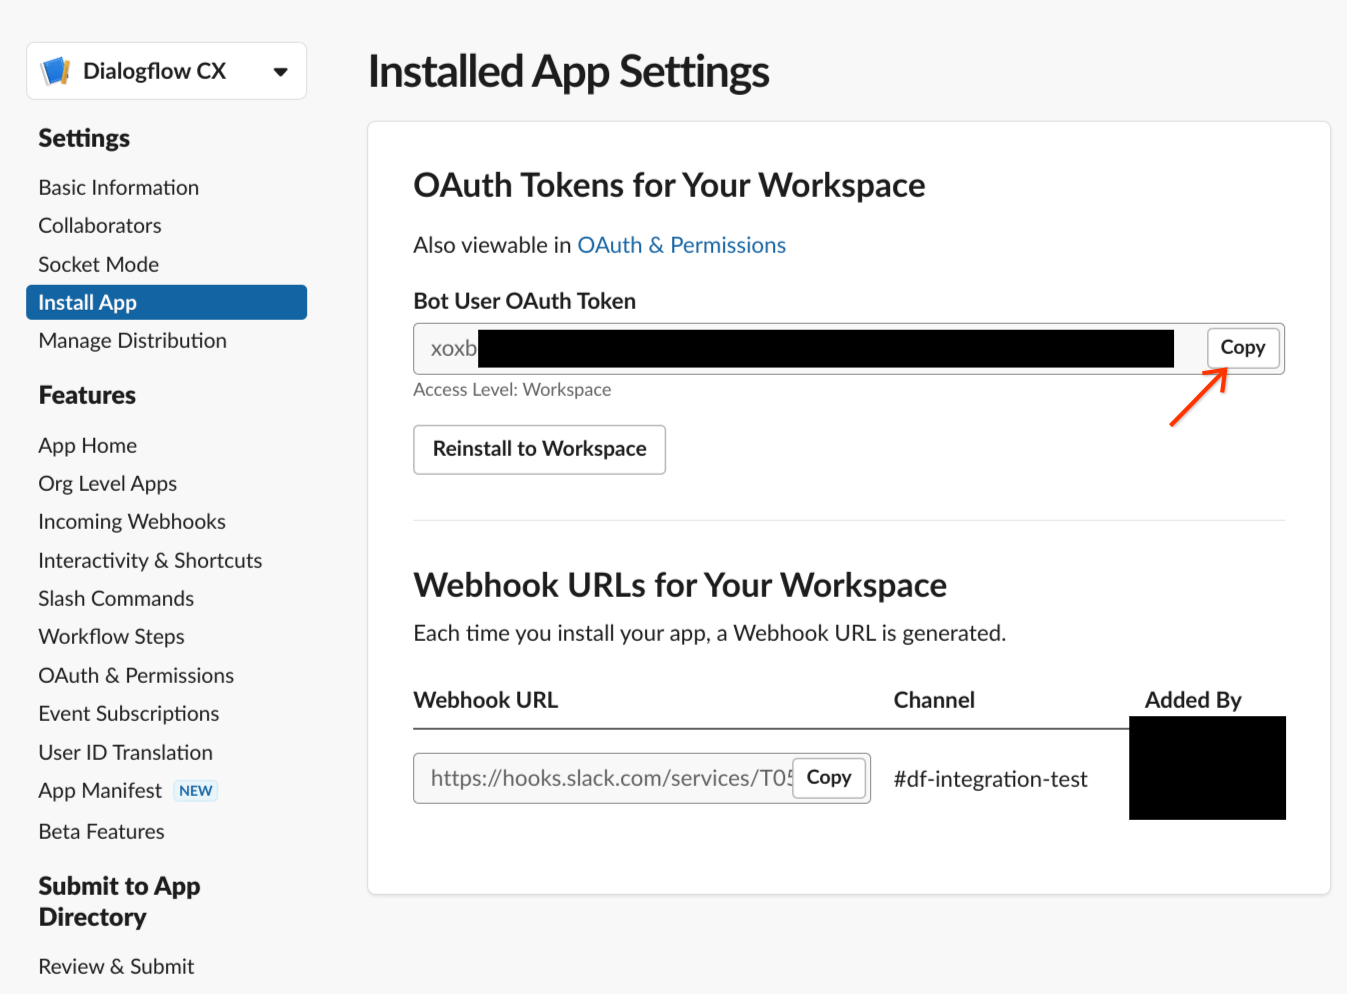 Dialogflow CX
Settings
Basic Information
Collaborators
Socket Mode
Install App
Manage Distribution
Features
App Home
Org Level Apps
Incoming Webhooks
Interactivity & Shortcuts
Slash Commands
Workflow Steps
OAuth & Permissions
Event Subscriptions
User ID Translation
App Manifest NEW
Beta Features
Submit to App
Directory
Review & Submit
Installed App Settings
OAuth Tokens for Your Workspace
Also viewable in OAuth & Permissions
Bot User OAuth Token
xoxb Copy
Access Level: Workspace
Reinstall to Workspace
Webhook URLs for Your Workspace
Each time you install your app, a Webhook URL is generated.
Webhook URL Channel Added By
https://hooks.slack.com/services/T05 Copy #df-integration-test